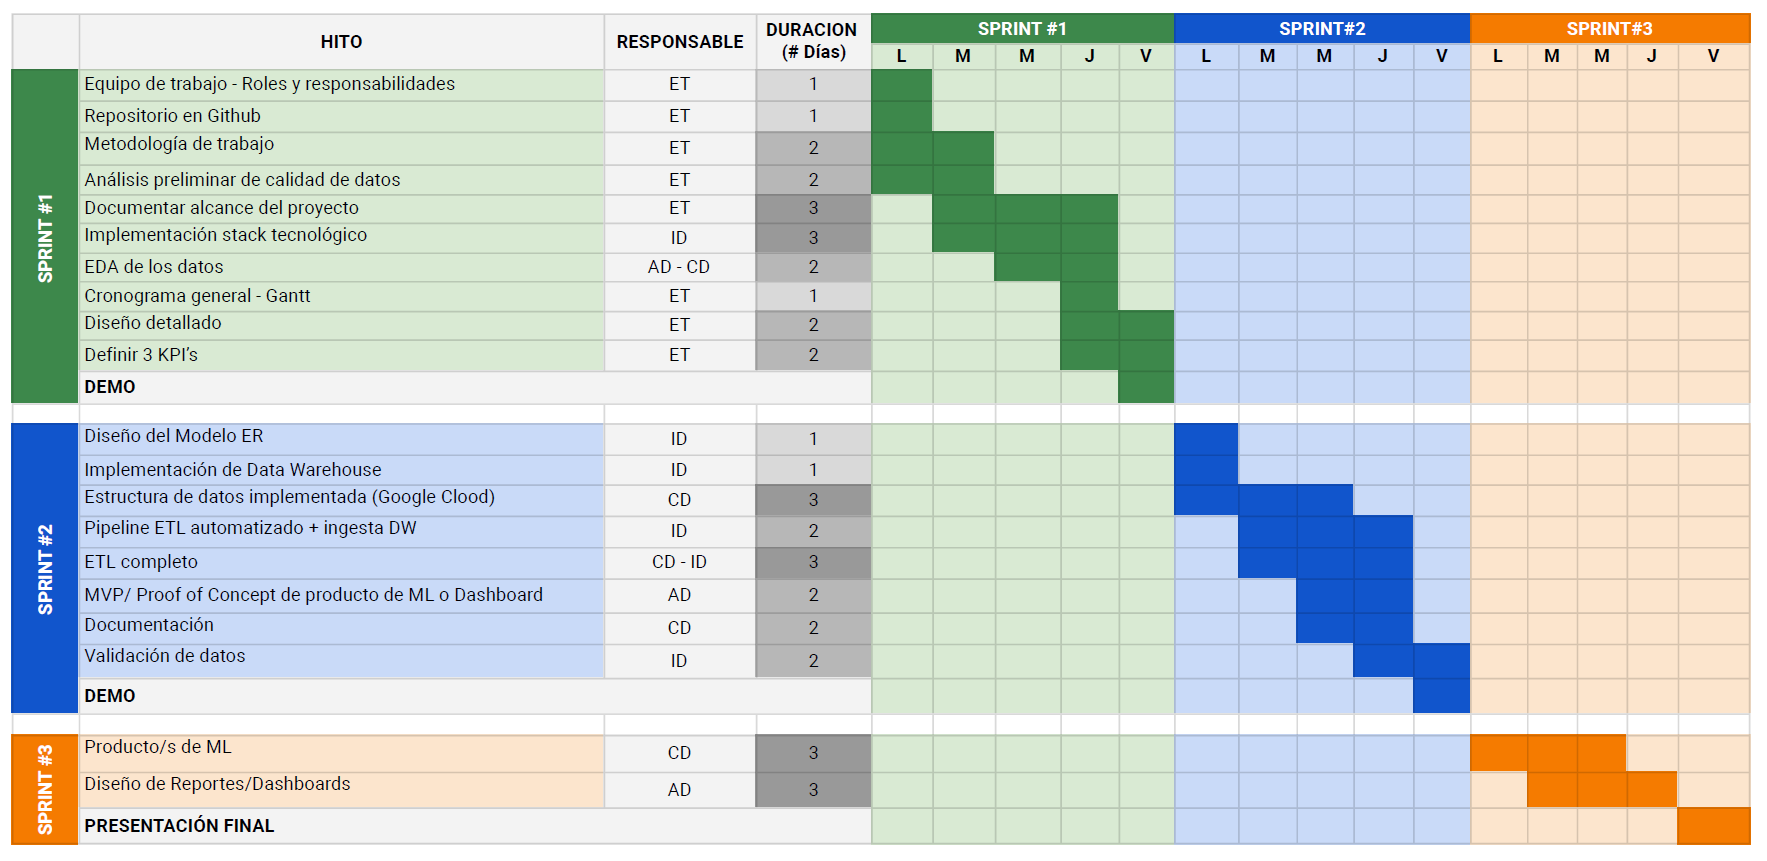 HITO RESPONSABLE DURACION (# Días) SPRINT #1 SPRINT#2 SPRINT#3
L M M J V L M M J V L M M J V
SPRINT #1
Equipo de trabajo - Roles y responsabilidades ET 1
Repositorio en Github ET 1
Metodología de trabajo ET 2
Análisis preliminar de calidad de datos ET 2
Documentar alcance del proyecto ET 3
Implementación stack tecnológico ID 3
EDA de los datos AD - CD 2
Cronograma general - Gantt ET 1
Diseño detallado ET 2
Definir 3 KPI’s ET 2
DEMO
SPRINT #2
Diseño del Modelo ER ID 1
Implementación de Data Warehouse ID 1
Estructura de datos implementada (Google Clood) CD 3
Pipeline ETL automatizado + ingesta DW ID 2
ETL completo CD - ID 3
MVP/ Proof of Concept de producto de ML o Dashboard AD 2
Documentación CD 2
Validación de datos ID 2
DEMO
SPRINT #3
Producto/s de ML CD 3
Diseño de Reportes/Dashboards AD 3
PRESENTACIÓN FINAL